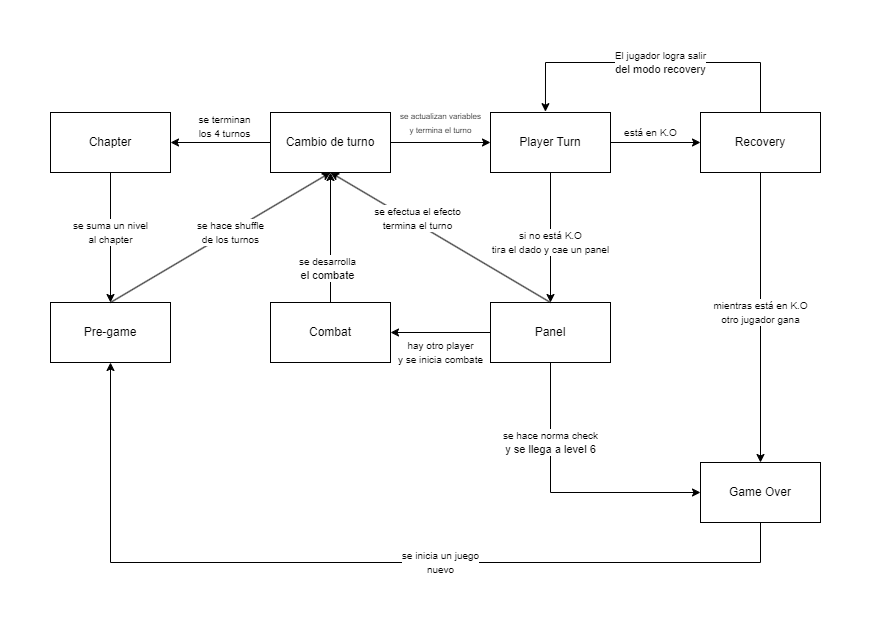 El jugador logra salir
del modo recovery
se terminan
los 4 turnos
se actualizan variables
y termina el turno
Chapter
Cambio de turno
Player Turn
está en K.O
Recovery
se suma un nivel
al chapter
se hace shuffle
de los turnos
se efectua el efecto
termina el turno
si no está K.O
tira el dado y cae un panel
se desarrolla
el combate
mientras está en K.O
otro jugador gana
Pre-game
Combat
Panel
hay otro player
y se inicia combate
se hace norma check
y se llega a level 6
Game Over
se inicia un juego
nuevo